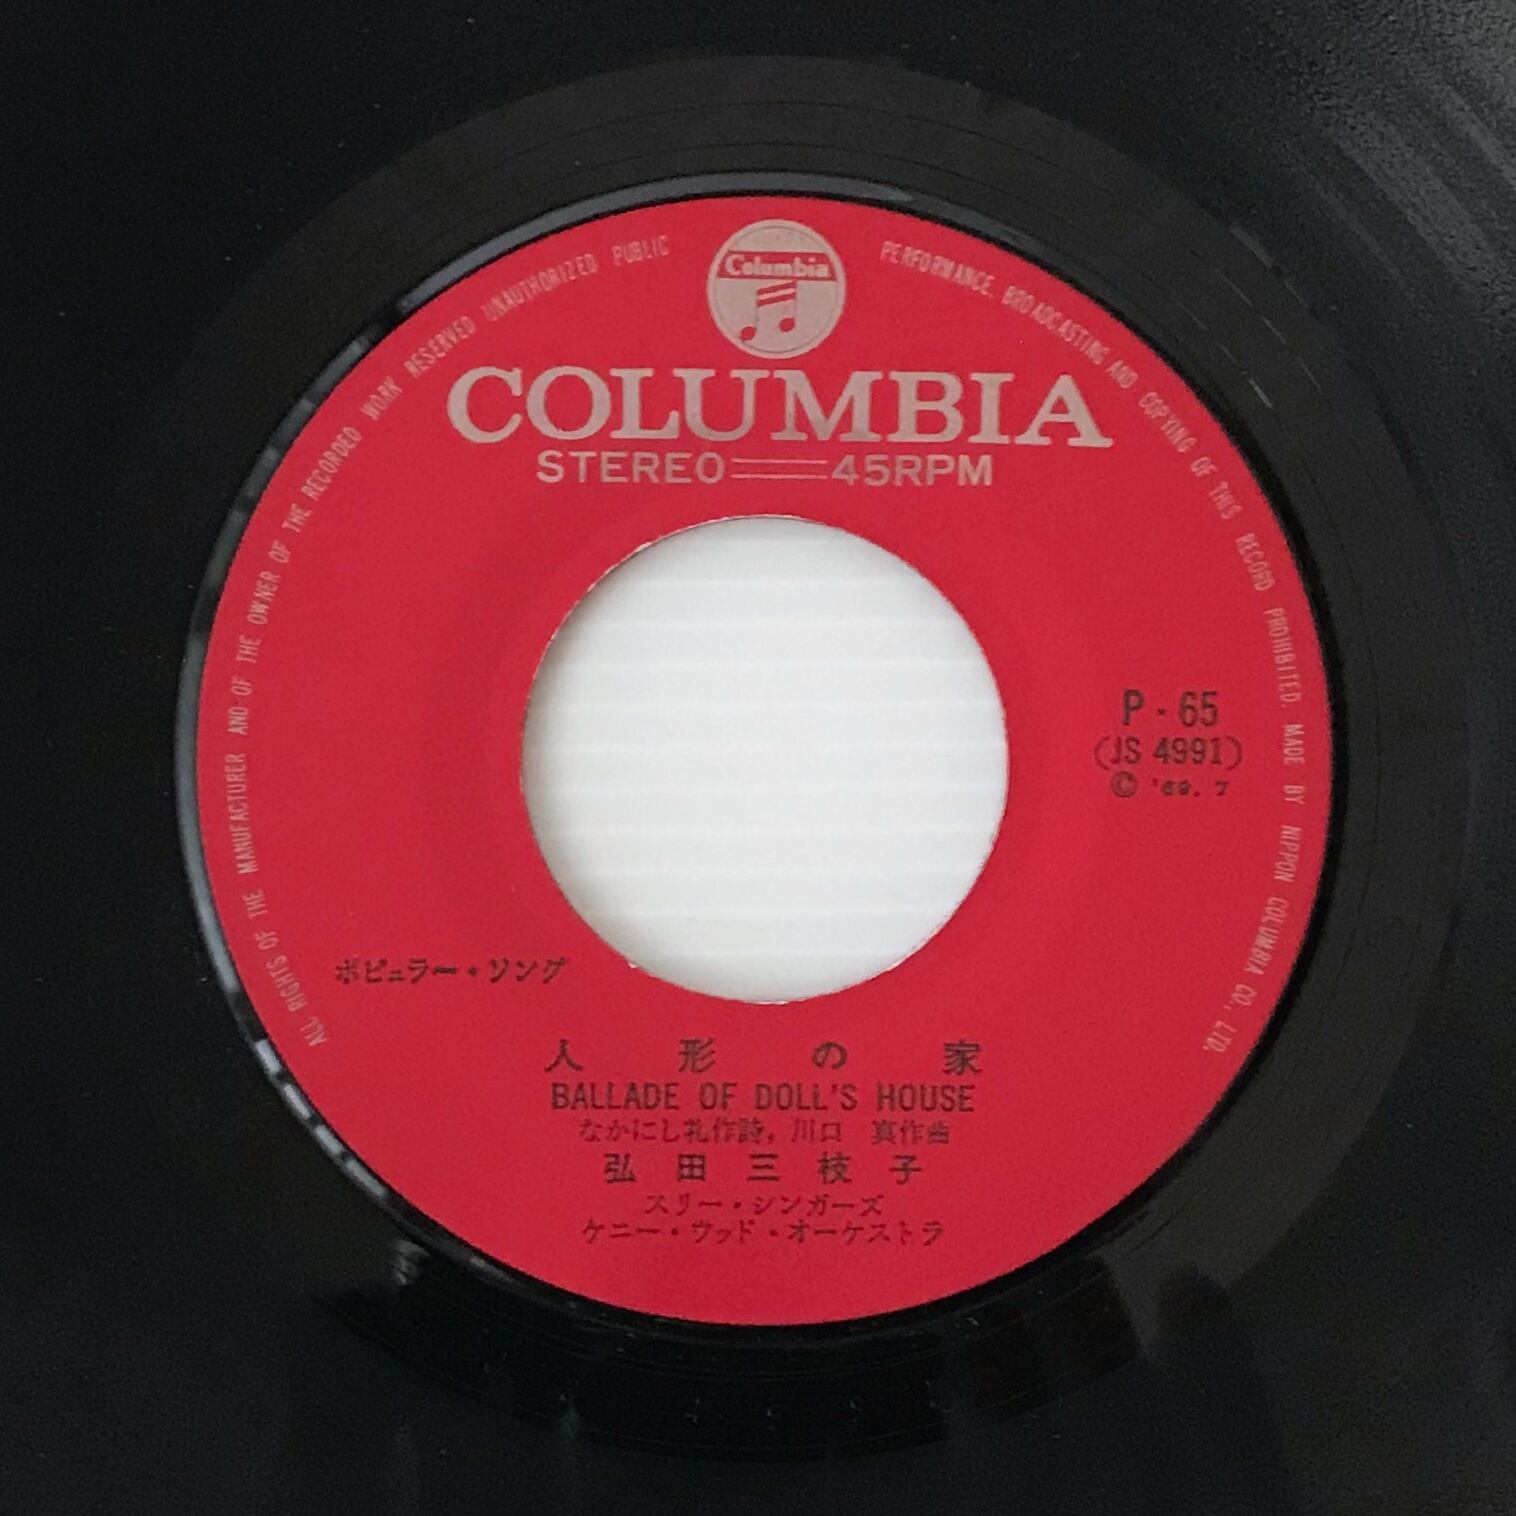 ALL RIGHTS OF THE MANUFACTURER AND OF THE OWNER OF THE RECORDED WORK RESERVED UNAUTHORIZED PUBLIC PERFORMANCE, BROADCASTING AND COPYING OF THIS RECORD PROHIBITED. MADE BY NIPPON COLUMBIA CO., LTD.
Columbia
COLUMBIA
STEREO 45RPM
P・65
(JS 4991)
© '69. 7
ポピュラー・ソング
人形の家
BALLADE OF DOLL'S HOUSE
なかにし礼作詩, 川口 真作曲
弘田三枝子
スリー・シンガーズ
ケニー・ウッド・オーケストラ